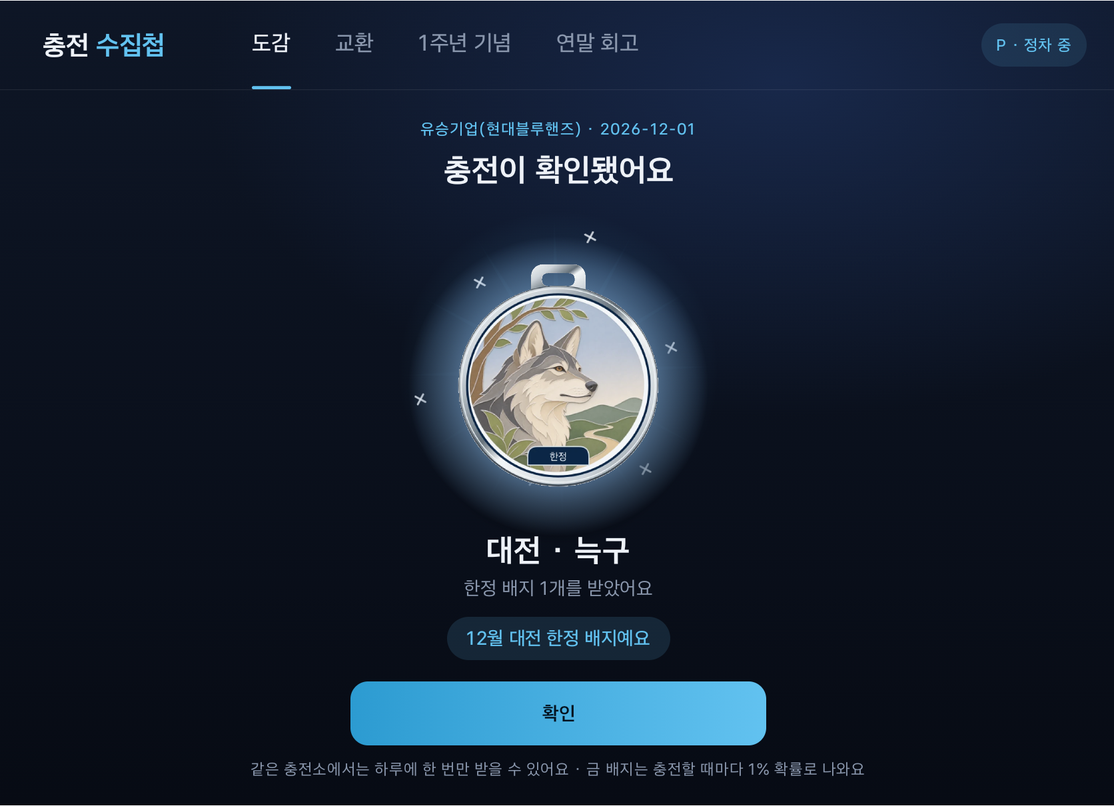 충전 수집첩
도감 교환 1주년 기념 연말 회고
P · 정차 중
유승기업(현대블루핸즈) · 2026-12-01
충전이 확인됐어요
한정
대전 · 늑구
한정 배지 1개를 받았어요
12월 대전 한정 배지예요
확인
같은 충전소에서는 하루에 한 번만 받을 수 있어요 · 금 배지는 충전할 때마다 1% 확률로 나와요